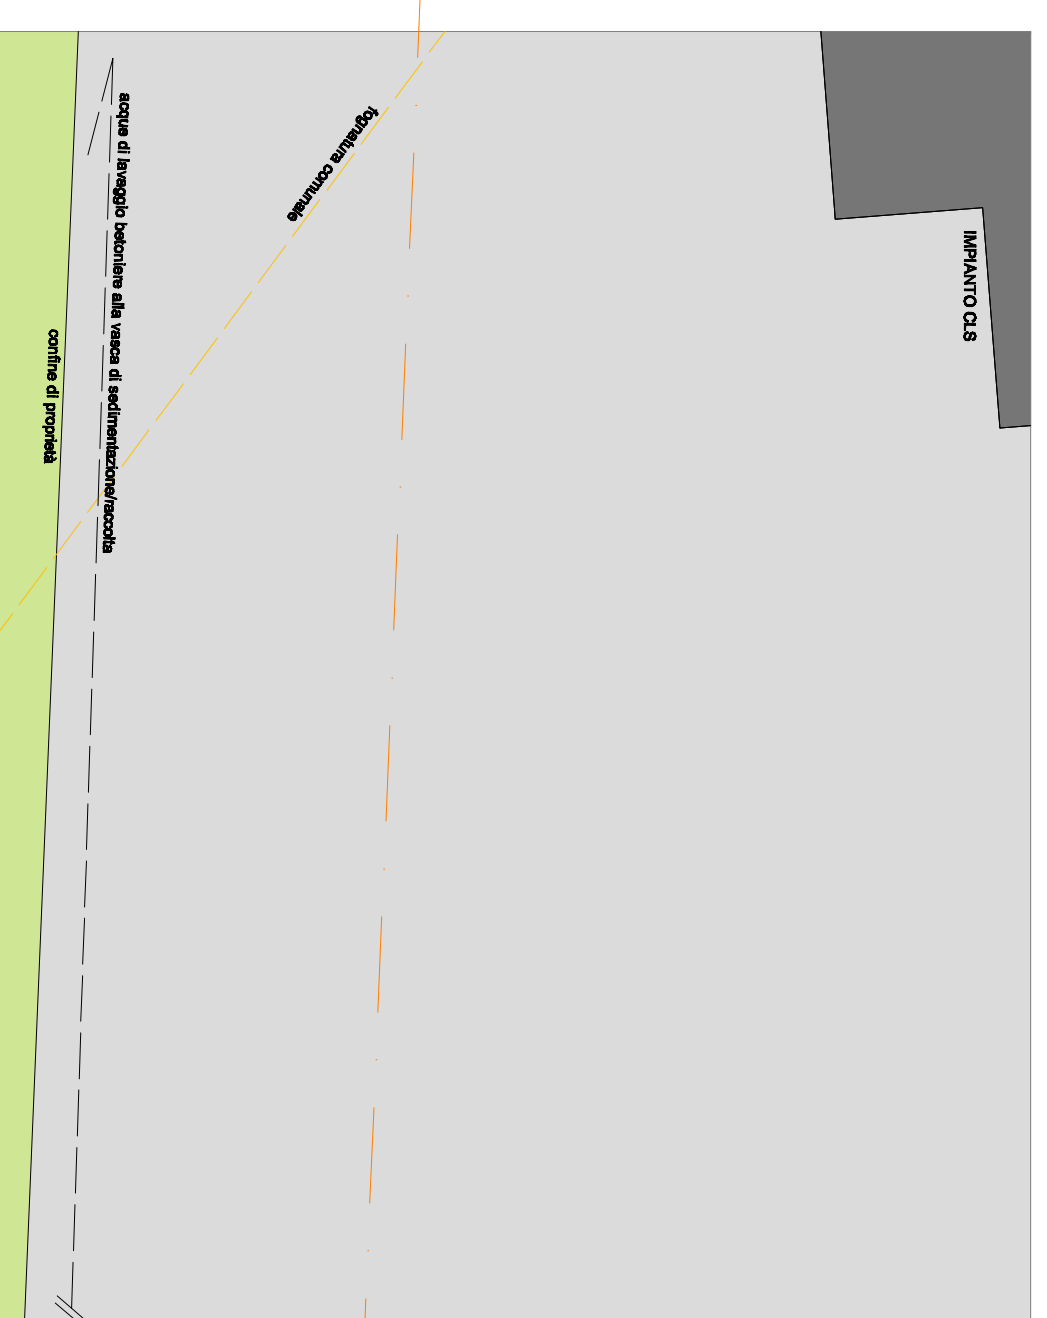 acque di lavaggio betoniere alla vasca di sedimentazione/raccolta
fognatura comunale
confine di proprietà
IMPIANTO CLS